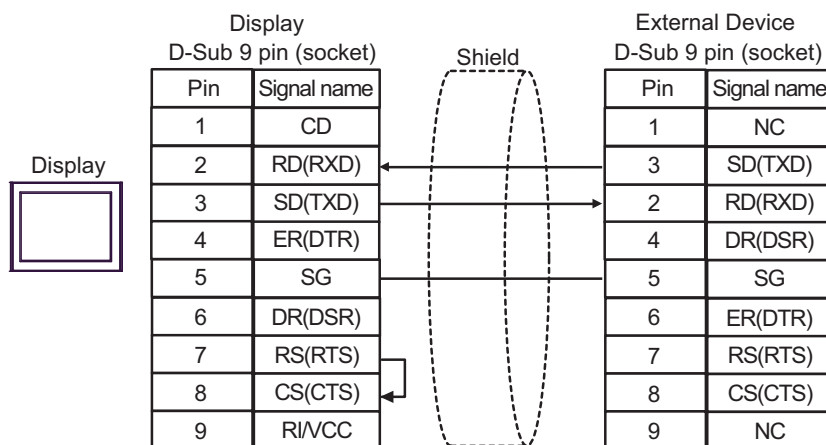 Display
D-Sub 9 pin (socket)
Shield
External Device
D-Sub 9 pin (socket)
Display
Pin Signal name
1 CD
2 RD(RXD)
3 SD(TXD)
4 ER(DTR)
5 SG
6 DR(DSR)
7 RS(RTS)
8 CS(CTS)
9 RI/VCC
Pin Signal name
1 NC
3 SD(TXD)
2 RD(RXD)
4 DR(DSR)
5 SG
6 ER(DTR)
7 RS(RTS)
8 CS(CTS)
9 NC